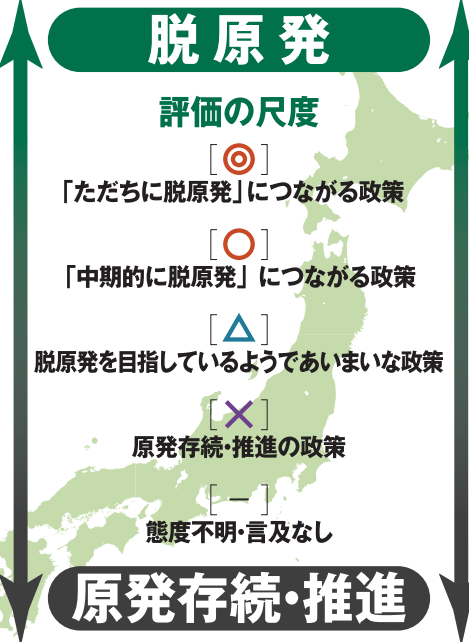 脱原発
評価の尺度
[◎]
「ただちに脱原発」につながる政策
[○]
「中期的に脱原発」につながる政策
[△]
脱原発を目指しているようであいまいな政策
[×]
原発存続・推進の政策
[−]
態度不明・言及なし
原発存続・推進